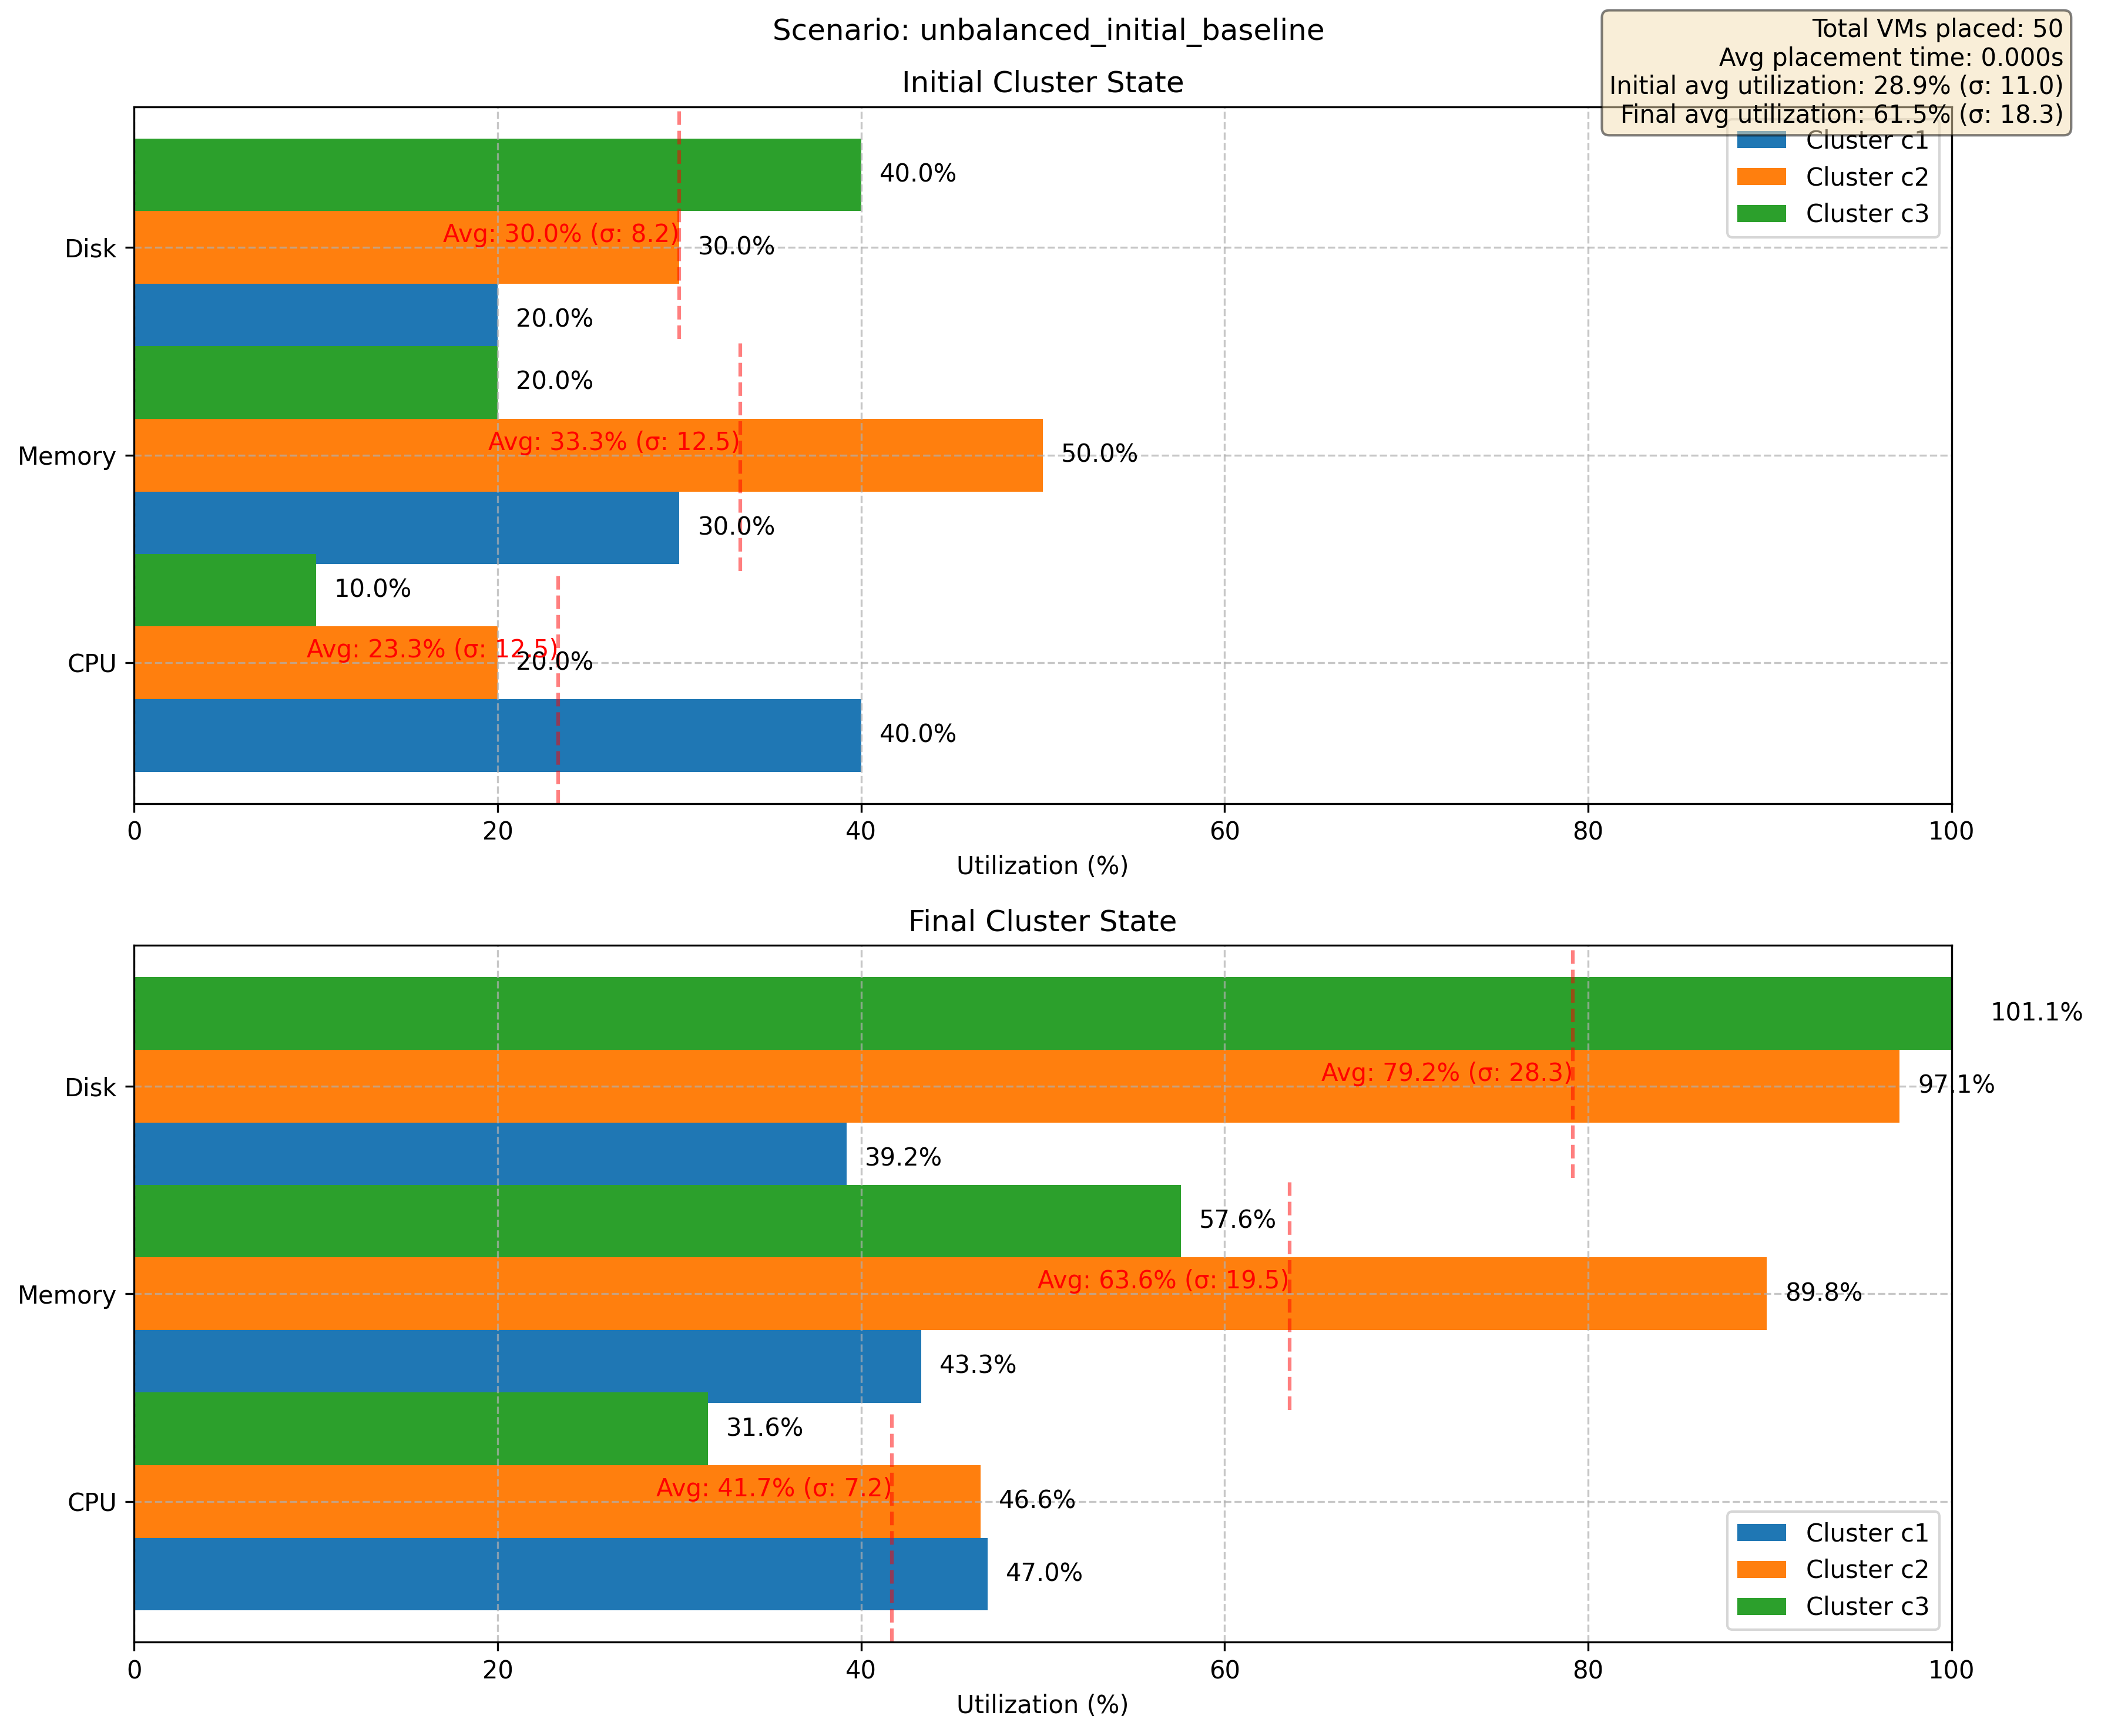 Scenario: unbalanced_initial_baseline
Total VMs placed: 50
Avg placement time: 0.000s
Initial avg utilization: 28.9% (σ: 11.0)
Final avg utilization: 61.5% (σ: 18.3)
Initial Cluster State
Cluster c1
Cluster c2
Cluster c3
40.0%
Disk
Avg: 30.0% (σ: 8.2)
30.0%
20.0%
20.0%
Memory
Avg: 33.3% (σ: 12.5)
50.0%
30.0%
10.0%
CPU
Avg: 23.3% (σ: 12.5)
20.0%
40.0%
0 20 40 60 80 100
Utilization (%)
Final Cluster State
101.1%
Disk
Avg: 79.2% (σ: 28.3)
97.1%
39.2%
57.6%
Memory
Avg: 63.6% (σ: 19.5)
89.8%
43.3%
31.6%
CPU
Avg: 41.7% (σ: 7.2)
46.6%
47.0%
Cluster c1
Cluster c2
Cluster c3
0 20 40 60 80 100
Utilization (%)